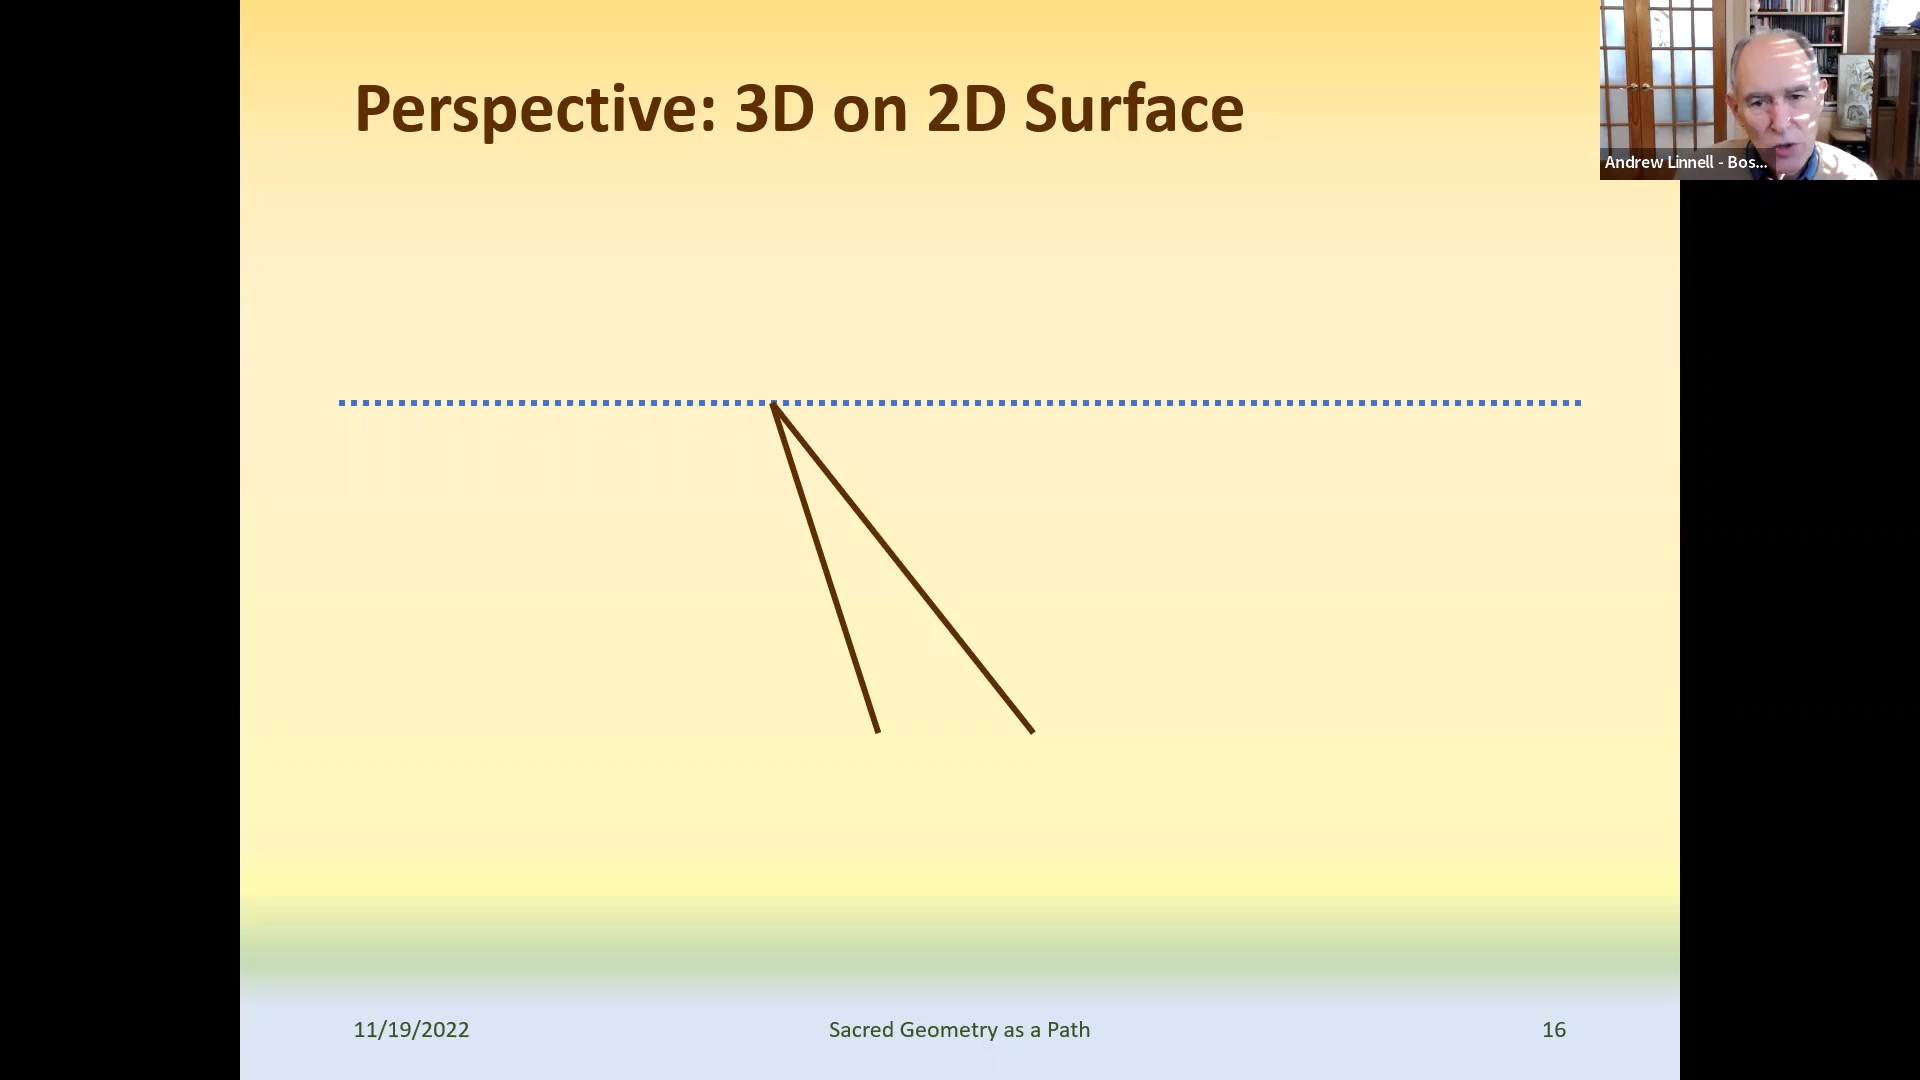 Perspective: 3D on 2D Surface
Andrew Linnell - Bos...
11/19/2022
Sacred Geometry as a Path
16